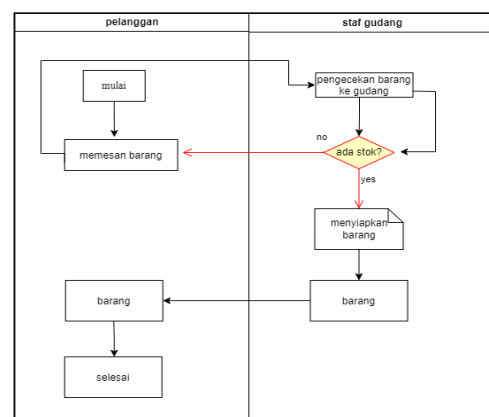 pelanggan
staf gudang
mulai
pengecekan barang
ke gudang
memesan barang
no
ada stok?
yes
menyiapkan
barang
barang
barang
selesai